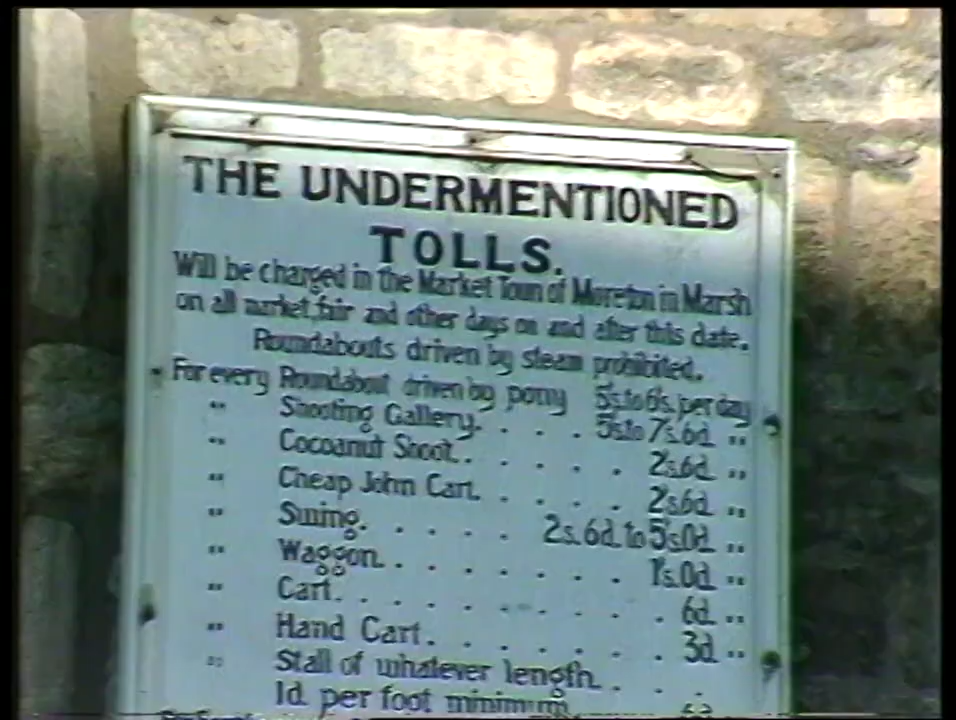 THE UNDERMENTIONED
TOLLS.
Will be charged in the Market Town of Moreton in Marsh
on all market, fair and other days on and after this date.
Roundabouts driven by steam prohibited.
For every Roundabout driven by pony 5s. to 6s. per day
" Shooting Gallery. . . . 5s. to 7s. 6d. "
" Cocoanut Shoot. . . . . . 2s. 6d. "
" Cheap John Cart. . . . . 2s. 6d. "
" Swing. . . . . 2s. 6d. to 5s. 0d. "
" Waggon. . . . . . . . 1s. 0d. "
" Cart. . . . . . . . . 6d. "
" Hand Cart. . . . . . . 3d. "
" Stall of whatever length. . . .
1d. per foot minimum 6d.